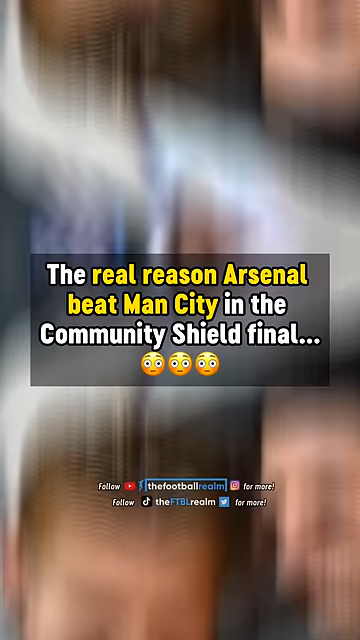 The real reason Arsenal
beat Man City in the
Community Shield final...
😳😳😳
Follow thefootballrealm for more!
Follow theFTBLrealm for more!